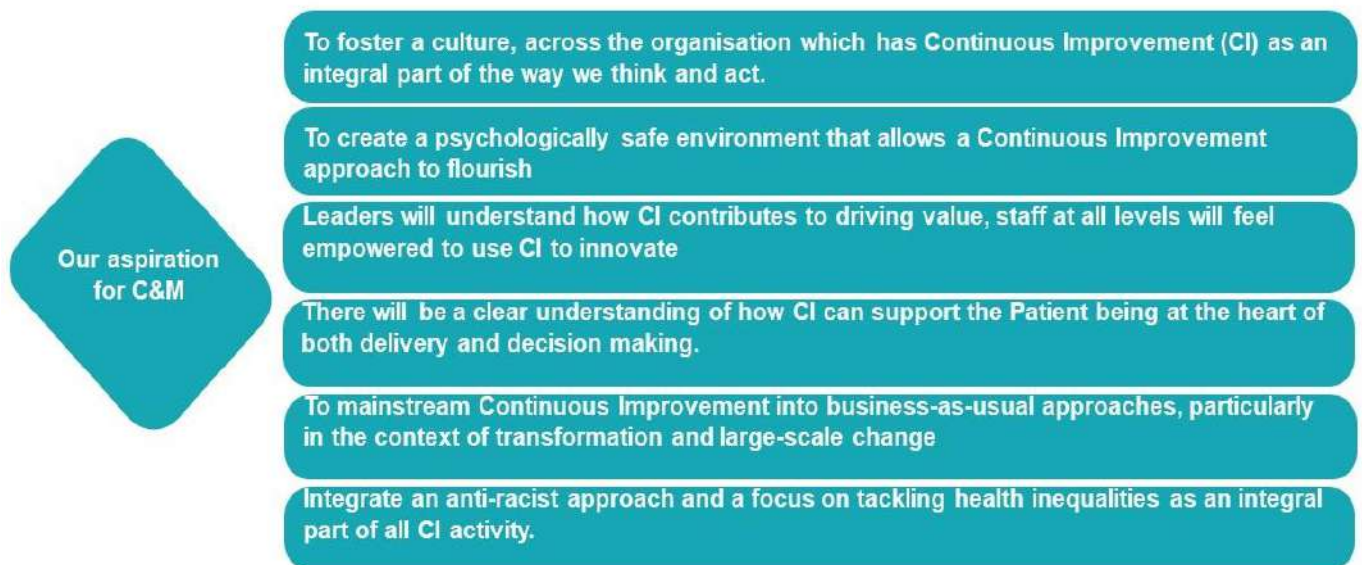 To foster a culture, across the organisation which has Continuous Improvement (CI) as an
integral part of the way we think and act.
To create a psychologically safe environment that allows a Continuous Improvement
approach to flourish
Leaders will understand how CI contributes to driving value, staff at all levels will feel
empowered to use CI to innovate
Our aspiration
for C&M
There will be a clear understanding of how CI can support the Patient being at the heart of
both delivery and decision making.
To mainstream Continuous Improvement into business-as-usual approaches, particularly
in the context of transformation and large-scale change
Integrate an anti-racist approach and a focus on tackling health inequalities as an integral
part of all CI activity.